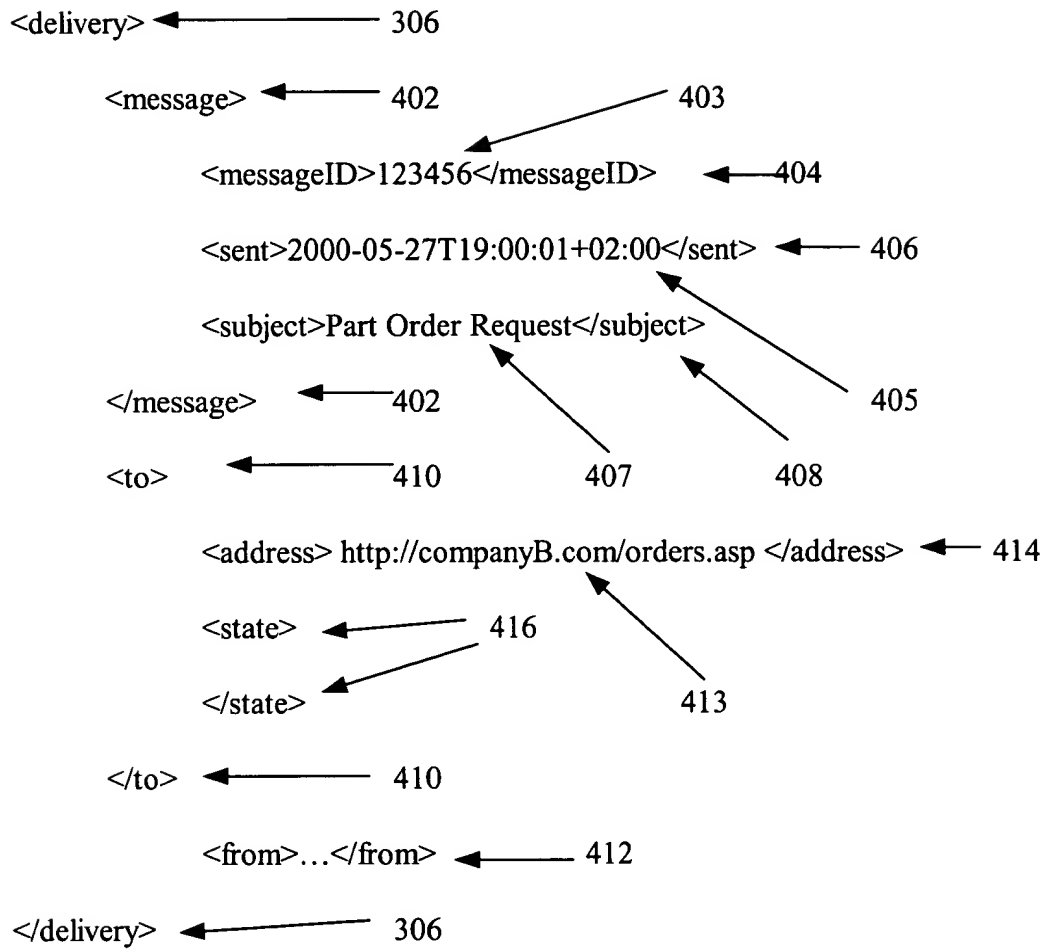 <delivery> 306
<message> 402 403
<messageID>123456</messageID> 404
<sent>2000-05-27T19:00:01+02:00</sent> 406
<subject>Part Order Request</subject>
</message> 402 405
<to> 410 407 408
<address> http://companyB.com/orders.asp </address> 414
<state> 416
</state> 413
</to> 410
<from>...</from> 412
</delivery> 306